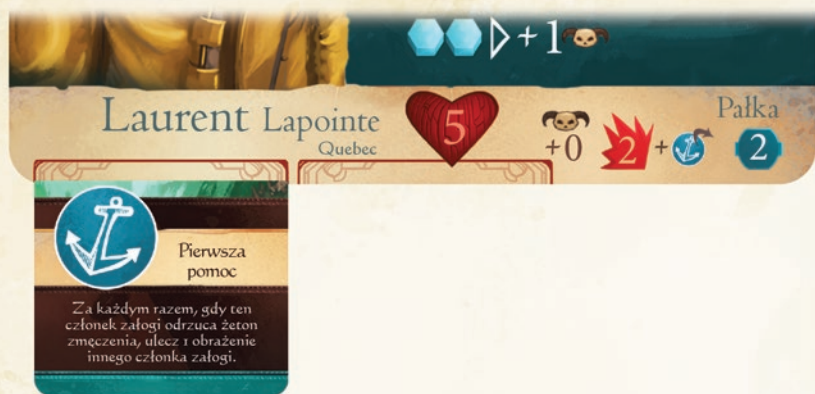 +1
Laurent Lapointe
Quebec
5
+0
2
+
Pałka
2
Pierwsza
pomoc
Za każdym razem, gdy ten
członek załogi odrzuca żeton
zmęczenia, ulecz 1 obrażenie
innego członka załogi.